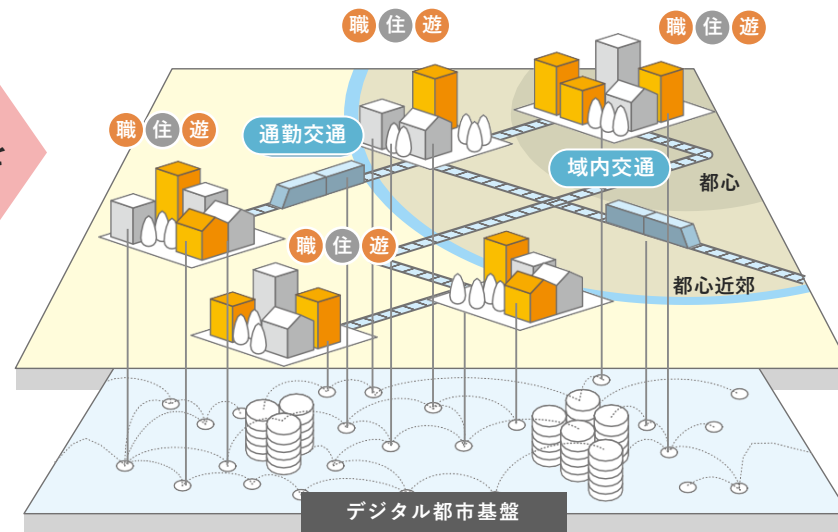 職 住 遊
職 住 遊
職 住 遊
通勤交通
域内交通
都心
職 住 遊
都心近郊
デジタル都市基盤